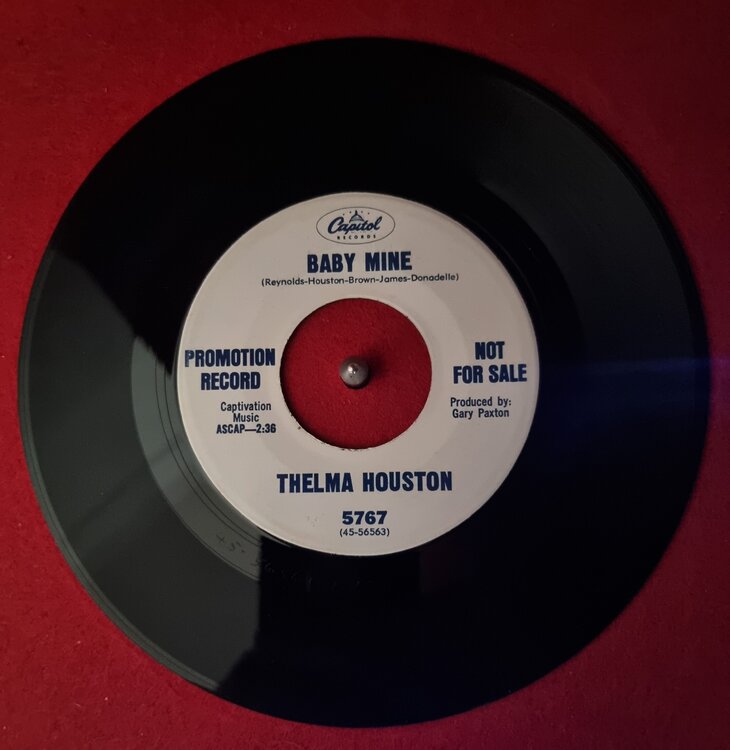 Capitol
RECORDS
BABY MINE
(Reynolds-Houston-Brown-James-Donadelle)
PROMOTION
RECORD
NOT
FOR SALE
Captivation
Music
ASCAP—2:36
Produced by:
Gary Paxton
THELMA HOUSTON
5767
(45-56563)